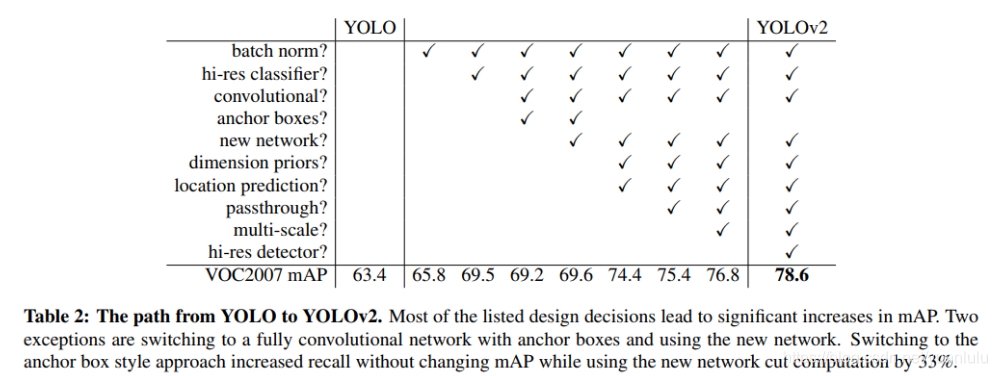 YOLO YOLOv2
batch norm? ✓ ✓ ✓ ✓ ✓ ✓ ✓ ✓
hi-res classifier? ✓ ✓ ✓ ✓ ✓ ✓ ✓
convolutional? ✓ ✓ ✓ ✓ ✓ ✓
anchor boxes? ✓ ✓
new network? ✓ ✓ ✓ ✓ ✓
dimension priors? ✓ ✓ ✓ ✓
location prediction? ✓ ✓ ✓ ✓
passthrough? ✓ ✓ ✓
multi-scale? ✓ ✓
hi-res detector? ✓
VOC2007 mAP 63.4 65.8 69.5 69.2 69.6 74.4 75.4 76.8 78.6
Table 2: The path from YOLO to YOLOv2. Most of the listed design decisions lead to significant increases in mAP. Two
exceptions are switching to a fully convolutional network with anchor boxes and using the new network. Switching to the
anchor box style approach increased recall without changing mAP while using the new network cut computation by 33%.